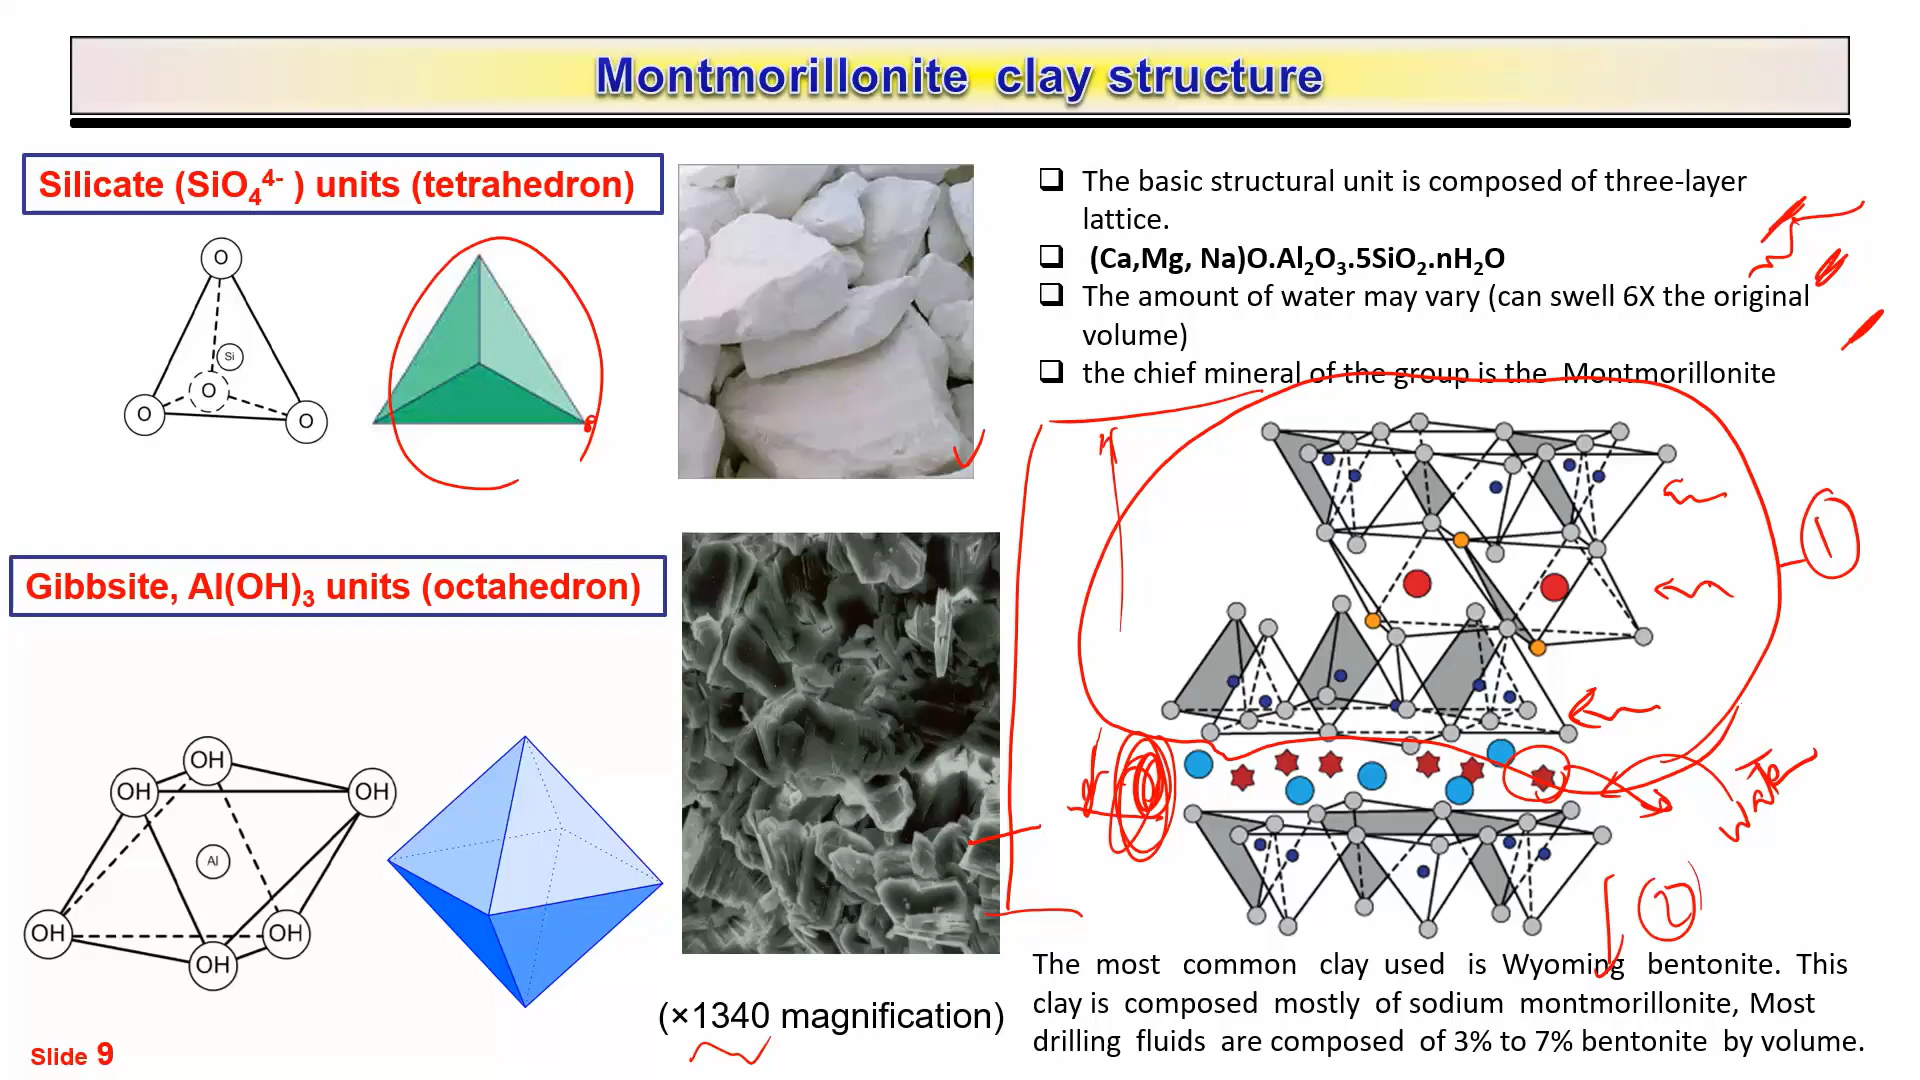 Montmorillonite clay structure
Silicate (SiO₄⁴⁻ ) units (tetrahedron)
O
Si
O
O
O
Gibbsite, Al(OH)₃ units (octahedron)
OH
OH
OH
Al
OH
OH
OH
(×1340 magnification)
The basic structural unit is composed of three-layer
lattice.
(Ca,Mg, Na)O.Al₂O₃.5SiO₂.nH₂O
The amount of water may vary (can swell 6X the original
volume)
the chief mineral of the group is the Montmorillonite
1
water
2
The most common clay used is Wyoming bentonite. This
clay is composed mostly of sodium montmorillonite, Most
drilling fluids are composed of 3% to 7% bentonite by volume.
Slide 9